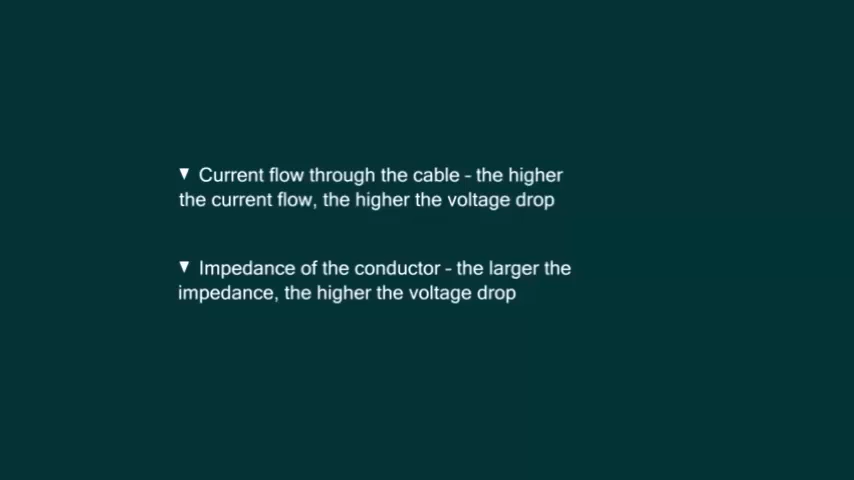 ▼ Current flow through the cable - the higher
the current flow, the higher the voltage drop
▼ Impedance of the conductor - the larger the
impedance, the higher the voltage drop